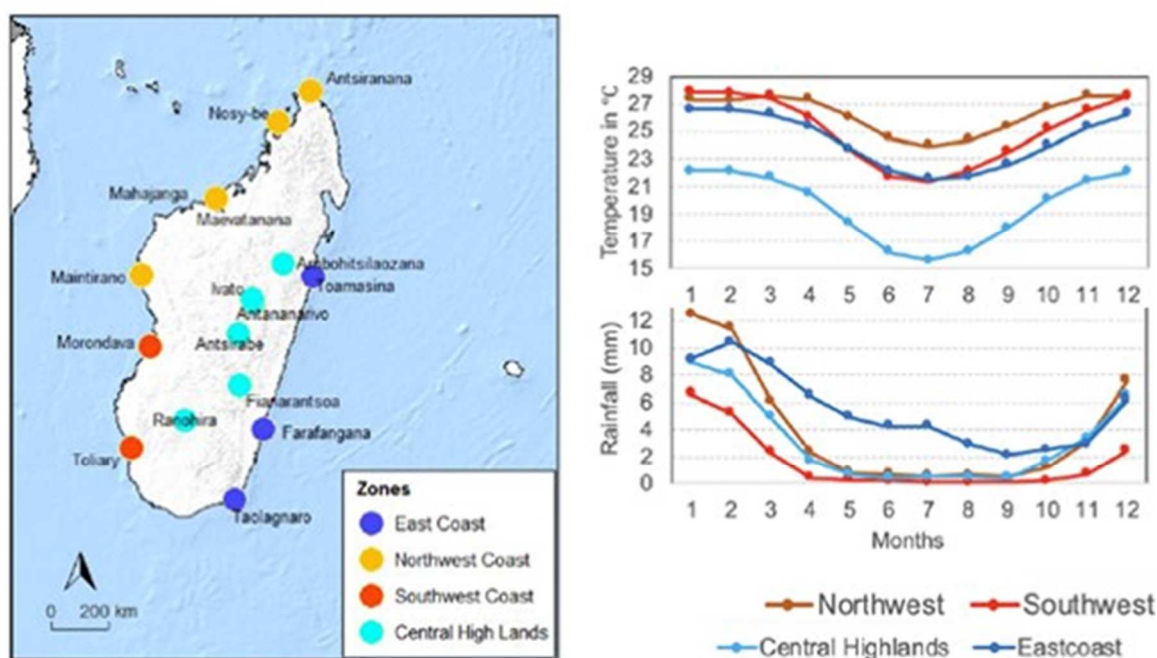 Antsiranana
Nosy-be
Mahajanga
Maevatanana
Ambohitsilaozana
Maintirano
Toamasina
Ivato
Antananarivo
Morondava
Antsirabe
Fianarantsoa
Ranohira
Farafangana
Toliary
Taolagnaro
0 200 km
Zones
East Coast
Northwest Coast
Southwest Coast
Central High Lands
Temperature in °C
29
27
25
23
21
19
17
15
1 2 3 4 5 6 7 8 9 10 11 12
Rainfall (mm)
12
10
8
6
4
2
0
1 2 3 4 5 6 7 8 9 10 11 12
Months
Northwest Southwest
Central Highlands Eastcoast